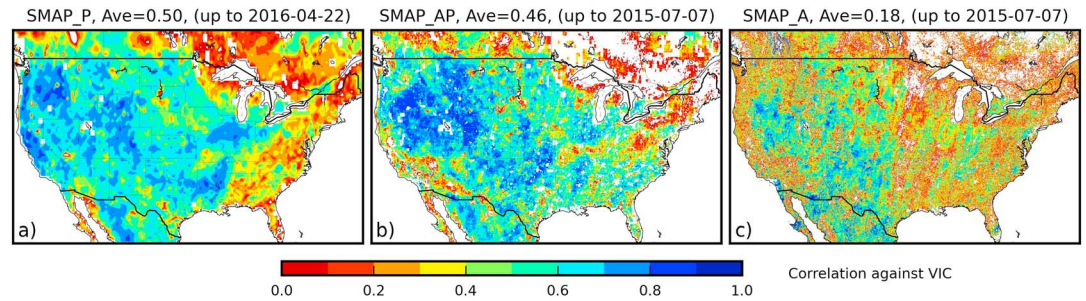 SMAP_P, Ave=0.50, (up to 2016-04-22)
SMAP_AP, Ave=0.46, (up to 2015-07-07)
SMAP_A, Ave=0.18, (up to 2015-07-07)
a)
b)
c)
0.0 0.2 0.4 0.6 0.8 1.0
Correlation against VIC